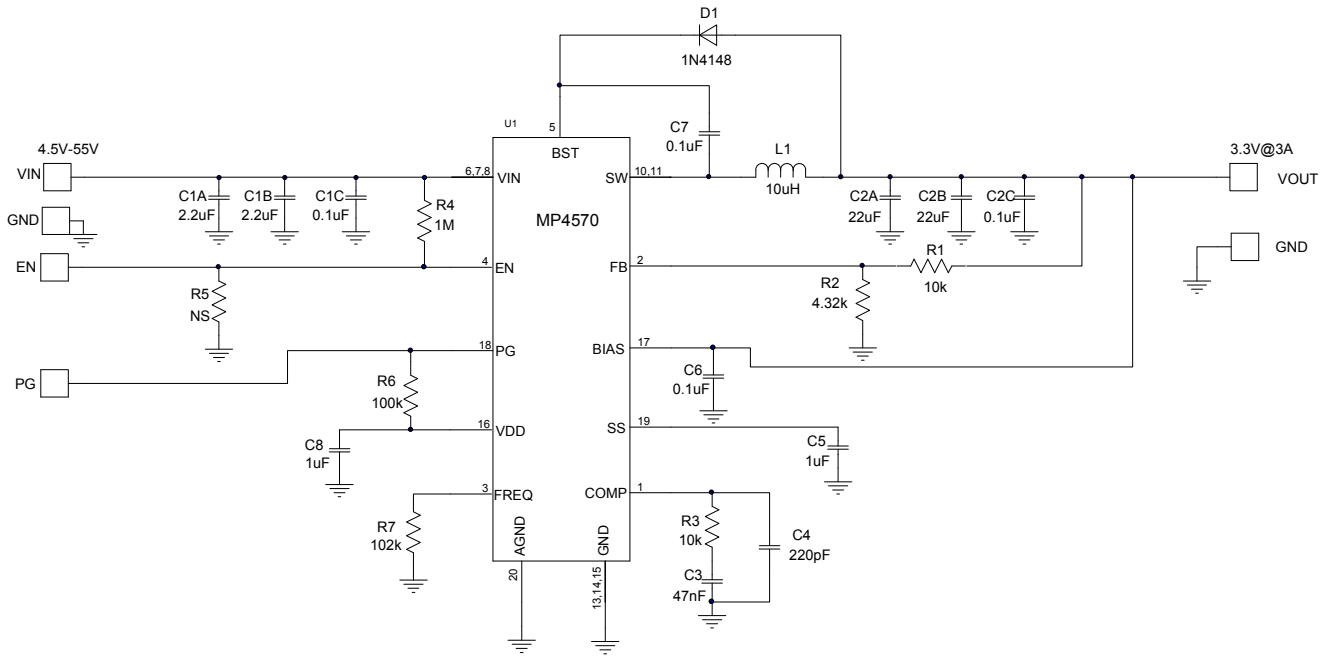 D1
1N4148
U1
5
C7
0.1uF
L1
10uH
4.5V-55V
VIN
6,7,8
VIN
BST
SW
10,11
3.3V@3A
VOUT
C1A
2.2uF
C1B
2.2uF
C1C
0.1uF
R4
1M
MP4570
C2A
22uF
C2B
22uF
C2C
0.1uF
GND
GND
EN
4
EN
FB
2
R1
10k
R5
NS
R2
4.32k
PG
18
PG
BIAS
17
R6
100k
C6
0.1uF
C8
1uF
16
VDD
SS
19
C5
1uF
3
FREQ
COMP
1
R7
102k
AGND
GND
20
13,14,15
R3
10k
C4
220pF
C3
47nF